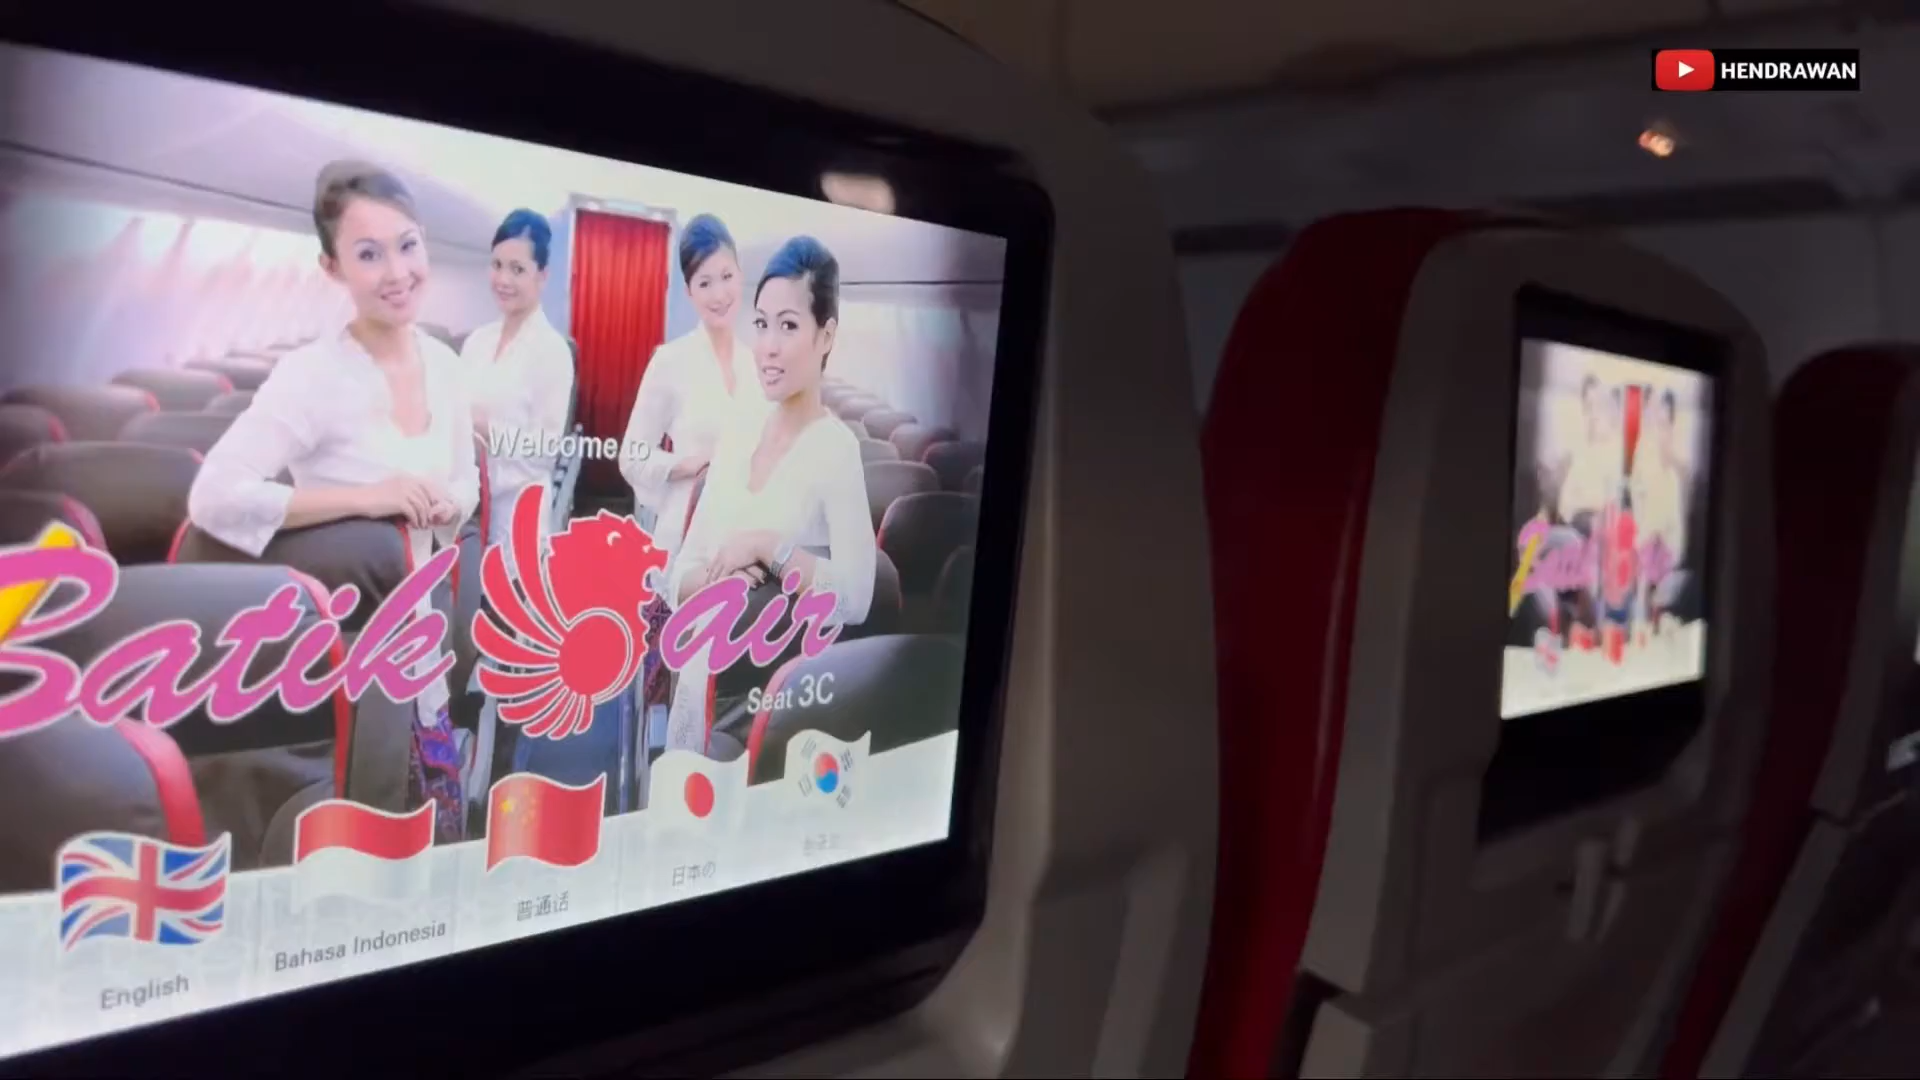 HENDRAWAN
Welcome to
Batik air
Seat 3C
English
Bahasa Indonesia
普通话
日本の